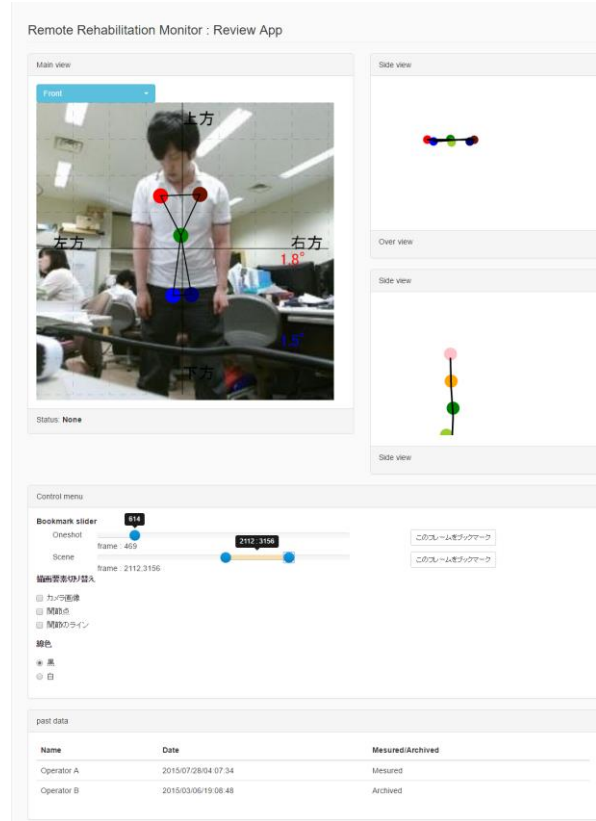 Remote Rehabilitation Monitor : Review App
Main view
Front
上方
左方
右方
1.8°
1.5°
下方
Status: None
Side view
Over view
Side view
Side view
Control menu
Bookmark slider
Oneshot
614
frame : 469
このフレームをブックマーク
Scene
2112 : 3156
frame : 2112:3156
このフレームをブックマーク
描画要素切り替え
カメラ画像
関節点
関節のライン
線色
黒
白
past data
Name Date Mesured/Archived
Operator A 2015/07/28/04:07:34 Mesured
Operator B 2015/03/06/19:08:48 Archived